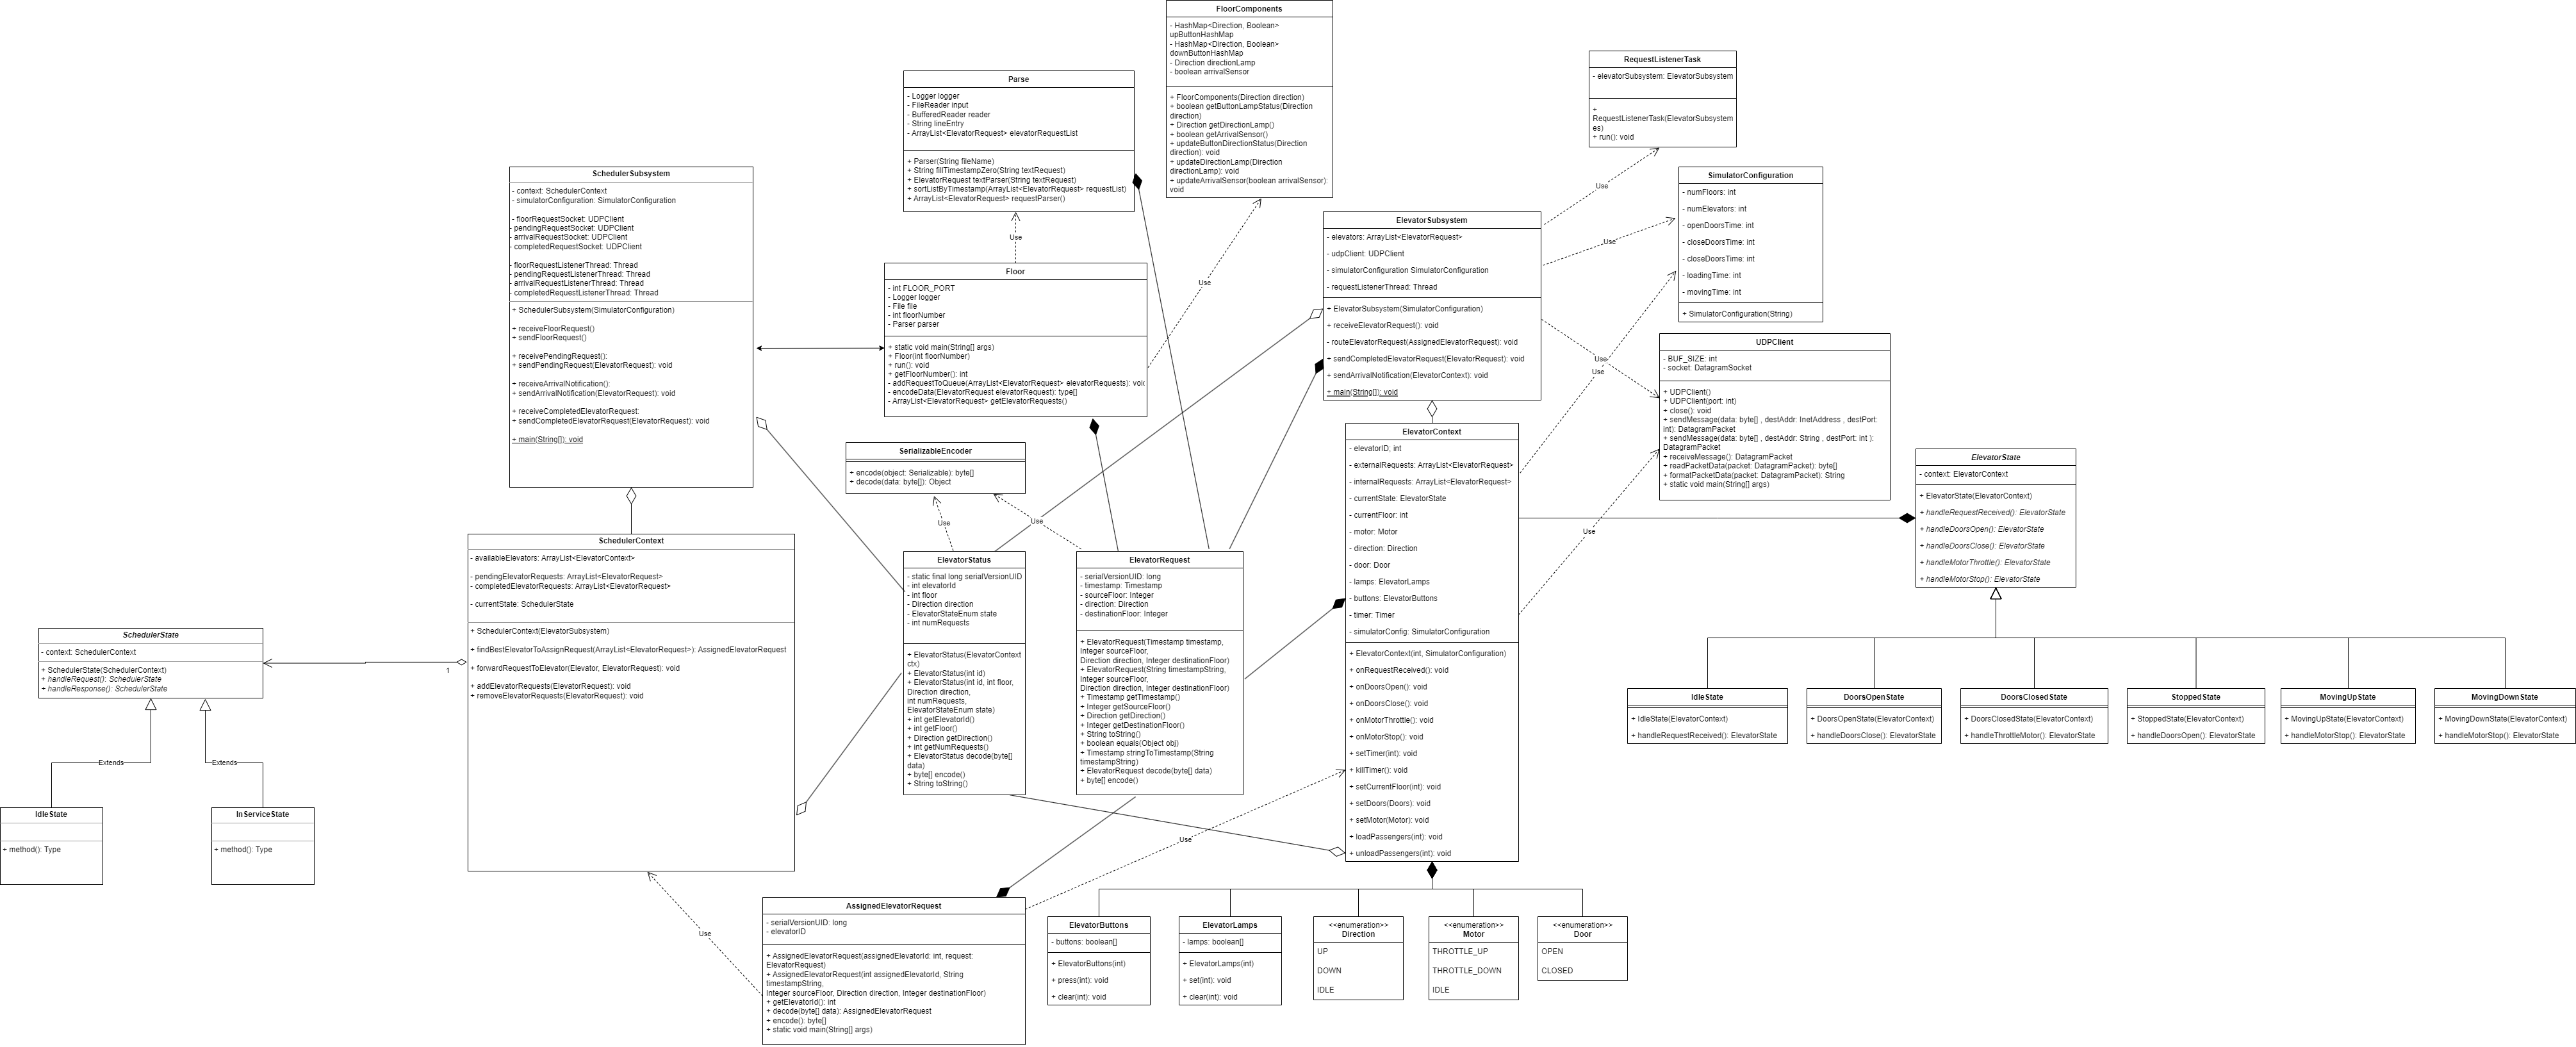 FloorComponents
- HashMap<Direction, Boolean>
upButtonHashMap
- HashMap<Direction, Boolean>
downButtonHashMap
- Direction directionLamp
- boolean arrivalSensor
+ FloorComponents(Direction direction)
+ boolean getButtonLampStatus(Direction
direction)
+ Direction getDirectionLamp()
+ boolean getArrivalSensor()
+ updateButtonDirectionStatus(Direction
direction): void
+ updateDirectionLamp(Direction
directionLamp): void
+ updateArrivalSensor(boolean arrivalSensor):
void
Parse
- Logger logger
- FileReader input
- BufferedReader reader
- String lineEntry
- ArrayList<ElevatorRequest> elevatorRequestList
+ Parser(String fileName)
+ String fillTimestampZero(String textRequest)
+ ElevatorRequest textParser(String textRequest)
+ sortListByTimestamp(ArrayList<ElevatorRequest> requestList)
+ ArrayList<ElevatorRequest> requestParser()
RequestListenerTask
- elevatorSubsystem: ElevatorSubsystem
+
RequestListenerTask(ElevatorSubsystem
es)
+ run(): void
SchedulerSubsystem
- context: SchedulerContext
- simulatorConfiguration: SimulatorConfiguration
- floorRequestSocket: UDPClient
- pendingRequestSocket: UDPClient
- arrivalRequestSocket: UDPClient
- completedRequestSocket: UDPClient
- floorRequestListenerThread: Thread
- pendingRequestListenerThread: Thread
- arrivalRequestListenerThread: Thread
- completedRequestListenerThread: Thread
+ SchedulerSubsystem(SimulatorConfiguration)
+ receiveFloorRequest()
+ sendFloorRequest()
+ receivePendingRequest():
+ sendPendingRequest(ElevatorRequest): void
+ receiveArrivalNotification():
+ sendArrivalNotification(ElevatorRequest): void
+ receiveCompletedElevatorRequest:
+ sendCompletedElevatorRequest(ElevatorRequest): void
+ main(String[]): void
Use
Floor
- int FLOOR_PORT
- Logger logger
- File file
- int floorNumber
- Parser parser
+ static void main(String[] args)
+ Floor(int floorNumber)
+ run(): void
+ getFloorNumber(): int
- addRequestToQueue(ArrayList<ElevatorRequest> elevatorRequests): void
- encodeData(ElevatorRequest elevatorRequest): type[]
- ArrayList<ElevatorRequest> getElevatorRequests()
Use
ElevatorSubsystem
- elevators: ArrayList<ElevatorRequest>
- udpClient: UDPClient
- simulatorConfiguration SimulatorConfiguration
- requestListenerThread: Thread
+ ElevatorSubsystem(SimulatorConfiguration)
+ receiveElevatorRequest(): void
- routeElevatorRequest(AssignedElevatorRequest): void
+ sendCompletedElevatorRequest(ElevatorRequest): void
+ sendArrivalNotification(ElevatorContext): void
+ main(String[]): void
Use
Use
SimulatorConfiguration
- numFloors: int
- numElevators: int
- openDoorsTime: int
- closeDoorsTime: int
- closeDoorsTime: int
- loadingTime: int
- movingTime: int
+ SimulatorConfiguration(String)
Use
Use
UDPClient
- BUF_SIZE: int
- socket: DatagramSocket
+ UDPClient()
+ UDPClient(port: int)
+ close(): void
+ sendMessage(data: byte[] , destAddr: InetAddress , destPort:
int): DatagramPacket
+ sendMessage(data: byte[] , destAddr: String , destPort: int ):
DatagramPacket
+ receiveMessage(): DatagramPacket
+ readPacketData(packet: DatagramPacket): byte[]
+ formatPacketData(packet: DatagramPacket): String
+ static void main(String[] args)
Use
SerializableEncoder
+ encode(object: Serializable): byte[]
+ decode(data: byte[]): Object
Use
Use
ElevatorContext
- elevatorID; int
- externalRequests: ArrayList<ElevatorRequest>
- internalRequests: ArrayList<ElevatorRequest>
- currentState: ElevatorState
- currentFloor: int
- motor: Motor
- direction: Direction
- door: Door
- lamps: ElevatorLamps
- buttons: ElevatorButtons
- timer: Timer
- simulatorConfig: SimulatorConfiguration
+ ElevatorContext(int, SimulatorConfiguration)
+ onRequestReceived(): void
+ onDoorsOpen(): void
+ onDoorsClose(): void
+ onMotorThrottle(): void
+ onMotorStop(): void
+ setTimer(int): void
+ killTimer(): void
+ setCurrentFloor(int): void
+ setDoors(Doors): void
+ setMotor(Motor): void
+ loadPassengers(int): void
+ unloadPassengers(int): void
ElevatorState
- context: ElevatorContext
+ ElevatorState(ElevatorContext)
+ handleRequestReceived(): ElevatorState
+ handleDoorsOpen(): ElevatorState
+ handleDoorsClose(): ElevatorState
+ handleMotorThrottle(): ElevatorState
+ handleMotorStop(): ElevatorState
SchedulerContext
- availableElevators: ArrayList<ElevatorContext>
- pendingElevatorRequests: ArrayList<ElevatorRequest>
- completedElevatorRequests: ArrayList<ElevatorRequest>
- currentState: SchedulerState
+ SchedulerContext(ElevatorSubsystem)
+ findBestElevatorToAssignRequest(ArrayList<ElevatorRequest>): AssignedElevatorRequest
+ forwardRequestToElevator(Elevator, ElevatorRequest): void
+ addElevatorRequests(ElevatorRequest): void
+ removeElevatorRequests(ElevatorRequest): void
1
SchedulerState
- context: SchedulerContext
+ SchedulerState(SchedulerContext)
+ handleRequest(): SchedulerState
+ handleResponse(): SchedulerState
Extends
Extends
IdleState
+ method(): Type
InServiceState
+ method(): Type
ElevatorStatus
- static final long serialVersionUID
- int elevatorId
- int floor
- Direction direction
- ElevatorStateEnum state
- int numRequests
+ ElevatorStatus(ElevatorContext
ctx)
+ ElevatorStatus(int id)
+ ElevatorStatus(int id, int floor,
Direction direction,
int numRequests,
ElevatorStateEnum state)
+ int getElevatorId()
+ int getFloor()
+ Direction getDirection()
+ int getNumRequests()
+ ElevatorStatus decode(byte[]
data)
+ byte[] encode()
+ String toString()
ElevatorRequest
- serialVersionUID: long
- timestamp: Timestamp
- sourceFloor: Integer
- direction: Direction
- destinationFloor: Integer
+ ElevatorRequest(Timestamp timestamp,
Integer sourceFloor,
Direction direction, Integer destinationFloor)
+ ElevatorRequest(String timestampString,
Integer sourceFloor,
Direction direction, Integer destinationFloor)
+ Timestamp getTimestamp()
+ Integer getSourceFloor()
+ Direction getDirection()
+ Integer getDestinationFloor()
+ String toString()
+ boolean equals(Object obj)
+ Timestamp stringToTimestamp(String
timestampString)
+ ElevatorRequest decode(byte[] data)
+ byte[] encode()
IdleState
+ IdleState(ElevatorContext)
+ handleRequestReceived(): ElevatorState
DoorsOpenState
+ DoorsOpenState(ElevatorContext)
+ handleDoorsClose(): ElevatorState
DoorsClosedState
+ DoorsClosedState(ElevatorContext)
+ handleThrottleMotor(): ElevatorState
StoppedState
+ StoppedState(ElevatorContext)
+ handleDoorsOpen(): ElevatorState
MovingUpState
+ MovingUpState(ElevatorContext)
+ handleMotorStop(): ElevatorState
MovingDownState
+ MovingDownState(ElevatorContext)
+ handleMotorStop(): ElevatorState
Use
Use
AssignedElevatorRequest
- serialVersionUID: long
- elevatorID
+ AssignedElevatorRequest(assignedElevatorId: int, request:
ElevatorRequest)
+ AssignedElevatorRequest(int assignedElevatorId, String
timestampString,
Integer sourceFloor, Direction direction, Integer destinationFloor)
+ getElevatorId(): int
+ decode(byte[] data): AssignedElevatorRequest
+ encode(): byte[]
+ static void main(String[] args)
ElevatorButtons
- buttons: boolean[]
+ ElevatorButtons(int)
+ press(int): void
+ clear(int): void
ElevatorLamps
- lamps: boolean[]
+ ElevatorLamps(int)
+ set(int): void
+ clear(int): void
<<enumeration>>
Direction
UP
DOWN
IDLE
<<enumeration>>
Motor
THROTTLE_UP
THROTTLE_DOWN
IDLE
<<enumeration>>
Door
OPEN
CLOSED